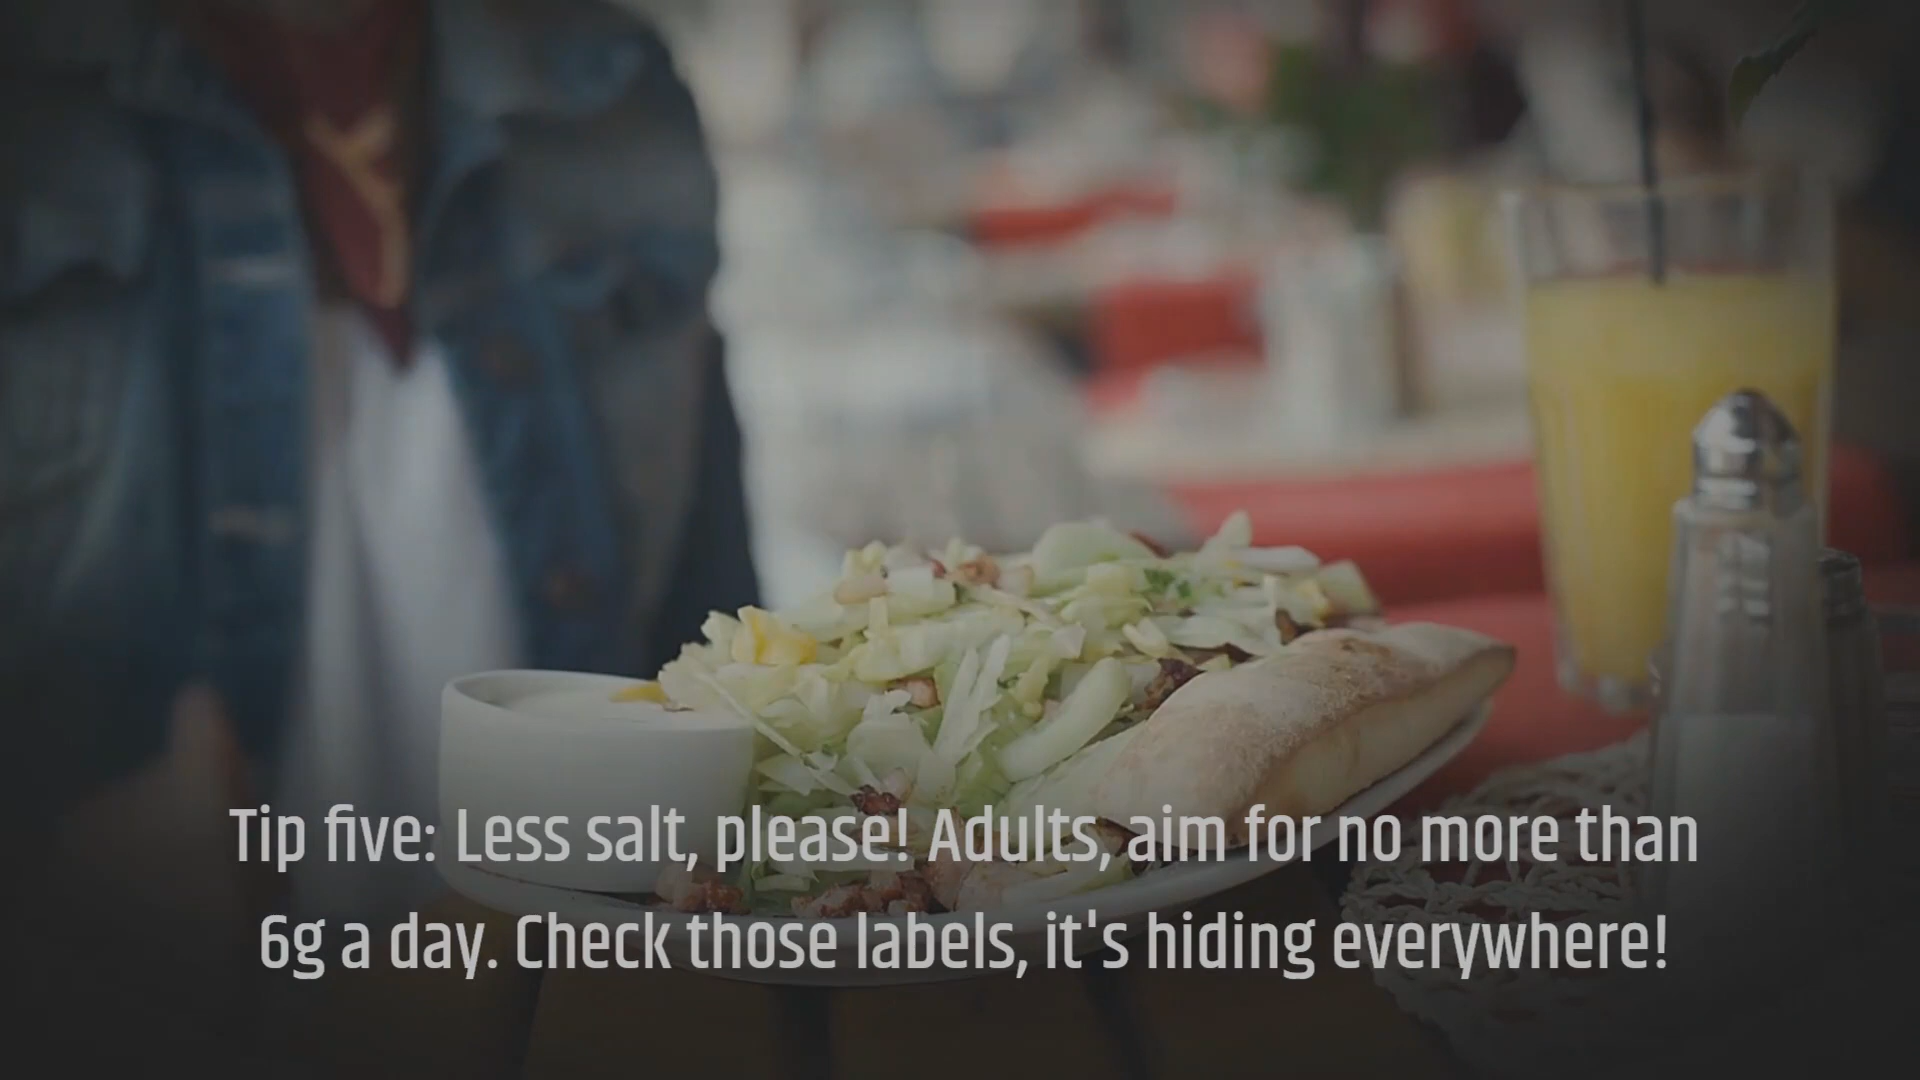 Tip five: Less salt, please! Adults, aim for no more than
6g a day. Check those labels, it's hiding everywhere!